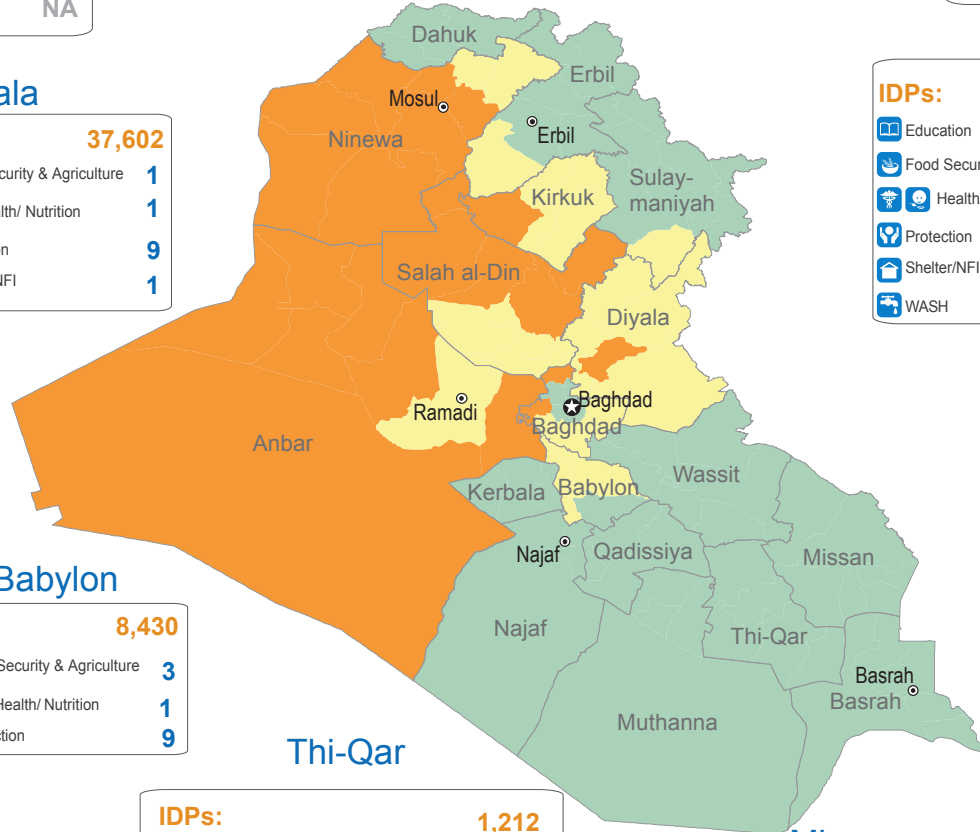 NA
ala
37,602
curity & Agriculture 1
lth/ Nutrition 1
on 9
NFI 1
Babylon
8,430
Security & Agriculture 3
Health/ Nutrition 1
ction 9
Thi-Qar
IDPs: 1,212
Dahuk
Erbil
Mosul
Ninewa
Erbil
Kirkuk
Sulay-
maniyah
Salah al-Din
Diyala
Ramadi
Baghdad
Baghdad
Anbar
Wassit
Kerbala
Babylon
Najaf
Qadissiya
Missan
Najaf
Thi-Qar
Basrah
Basrah
Muthanna
IDPs:
Education
Food Secur
Health
Protection
Shelter/NFI
WASH